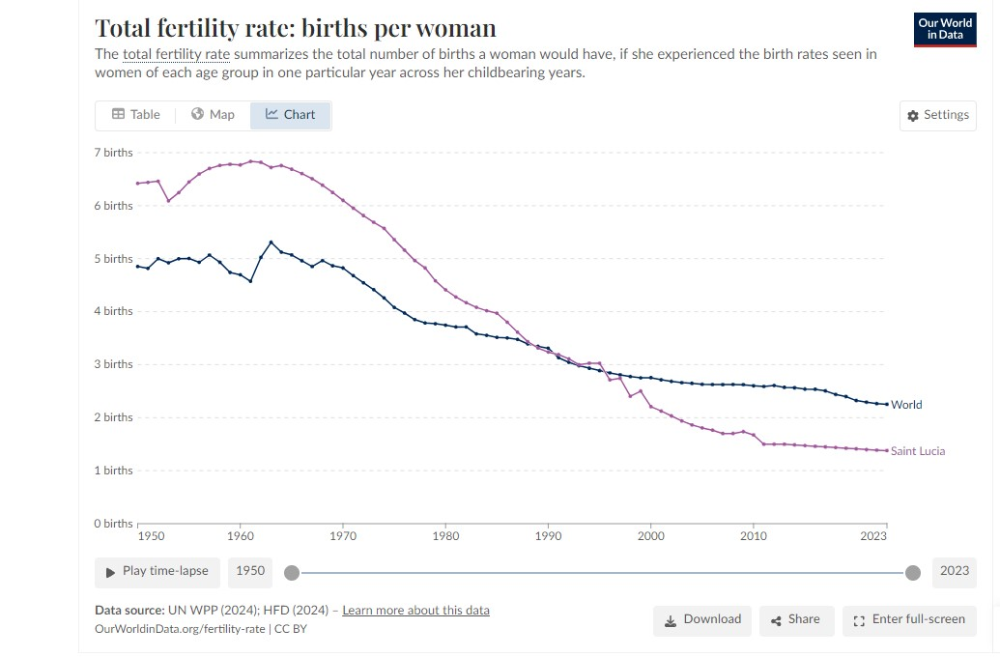 Total fertility rate: births per woman
Our World
in Data
The total fertility rate summarizes the total number of births a woman would have, if she experienced the birth rates seen in
women of each age group in one particular year across her childbearing years.
Table
Map
Chart
Settings
7 births
6 births
5 births
4 births
3 births
2 births
1 births
0 births
World
Saint Lucia
1950 1960 1970 1980 1990 2000 2010 2023
Play time-lapse
1950
2023
Data source: UN WPP (2024); HFD (2024) – Learn more about this data
OurWorldinData.org/fertility-rate | CC BY
Download
Share
Enter full-screen